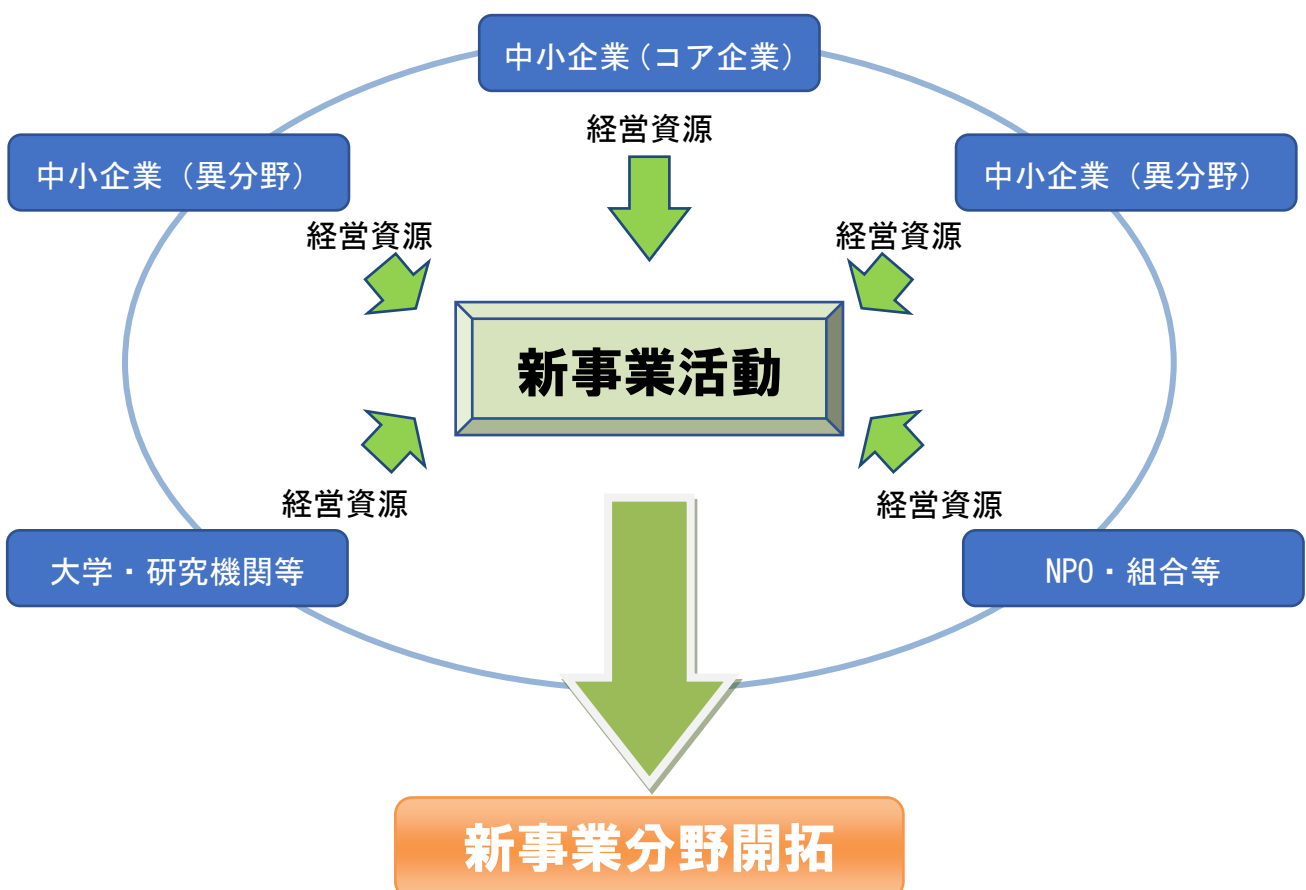 中小企業(コア企業)
経営資源
中小企業（異分野）
中小企業（異分野）
経営資源
経営資源
新事業活動
経営資源
経営資源
大学・研究機関等
NPO・組合等
新事業分野開拓